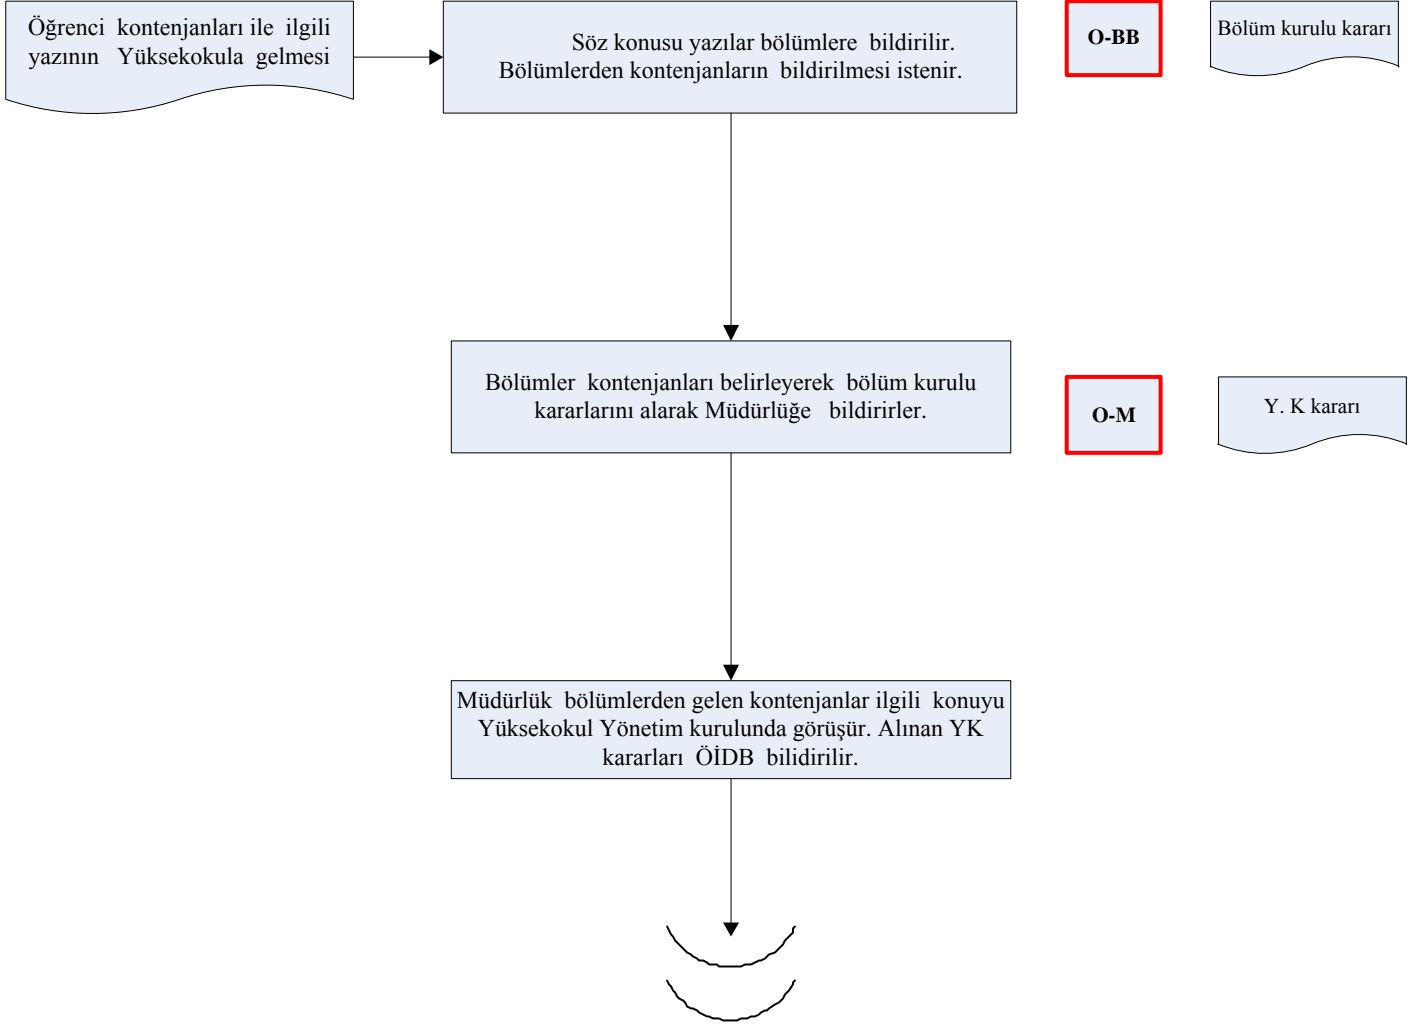 Öğrenci kontenjanları ile ilgili
yazının Yüksekokula gelmesi
Söz konusu yazılar bölümlere bildirilir.
Bölümlerden kontenjanların bildirilmesi istenir.
O-BB
Bölüm kurulu kararı
Bölümler kontenjanları belirleyerek bölüm kurulu
kararlarını alarak Müdürlüğe bildirirler.
O-M
Y. K kararı
Müdürlük bölümlerden gelen kontenjanlar ilgili konuyu
Yüksekokul Yönetim kurulunda görüşür. Alınan YK
kararları ÖİDB bilidirilir.